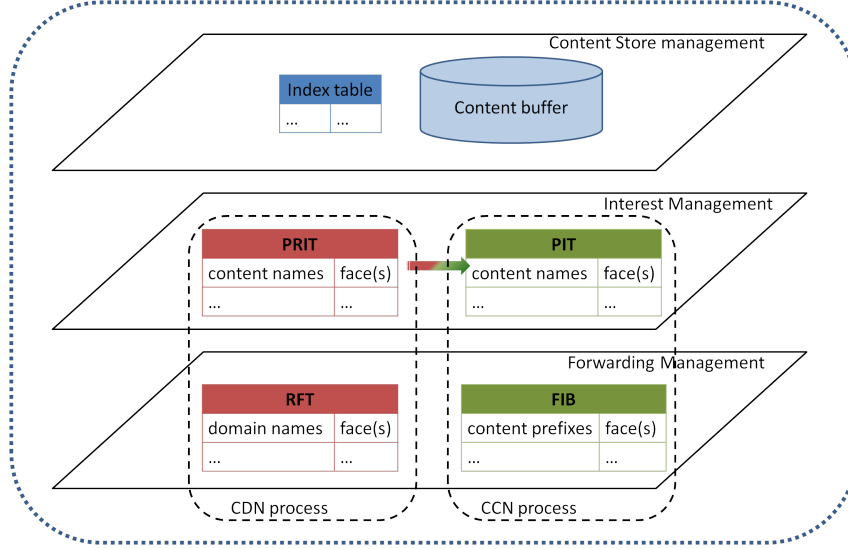 Content Store management
Index table
... ...
Content buffer
Interest Management
PRIT
content names face(s)
... ...
PIT
content names face(s)
... ...
Forwarding Management
RFT
domain names face(s)
... ...
FIB
content prefixes face(s)
... ...
CDN process
CCN process